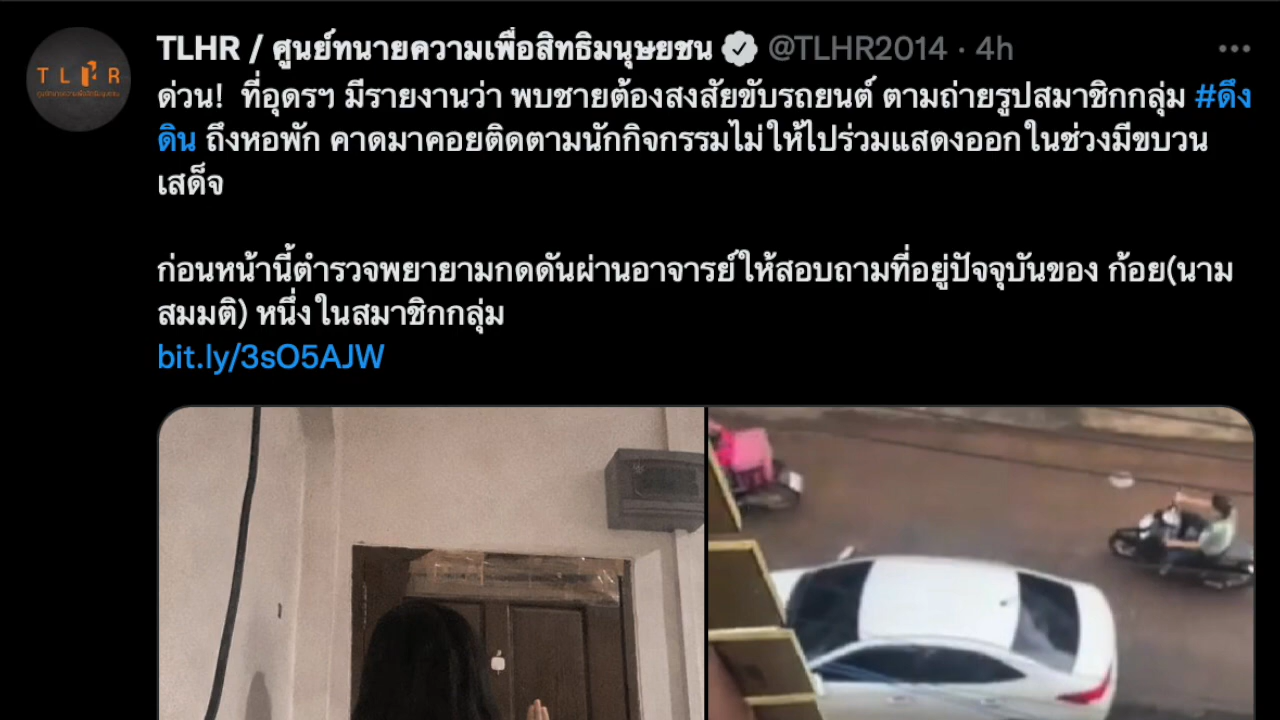 TLHR
TLHR / ศูนย์ทนายความเพื่อสิทธิมนุษยชน @TLHR2014 · 4h
ด่วน! ที่อุดรฯ มีรายงานว่า พบชายต้องสงสัยขับรถยนต์ ตามถ่ายรูปสมาชิกกลุ่ม #ดึง
ดิน ถึงหอพัก คาดมาคอยติดตามนักกิจกรรมไม่ให้ไปร่วมแสดงออกในช่วงมีขบวน
เสด็จ
ก่อนหน้านี้ตำรวจพยายามกดดันผ่านอาจารย์ให้สอบถามที่อยู่ปัจจุบันของ ก้อย(นาม
สมมติ) หนึ่งในสมาชิกกลุ่ม
bit.ly/3sO5AJW